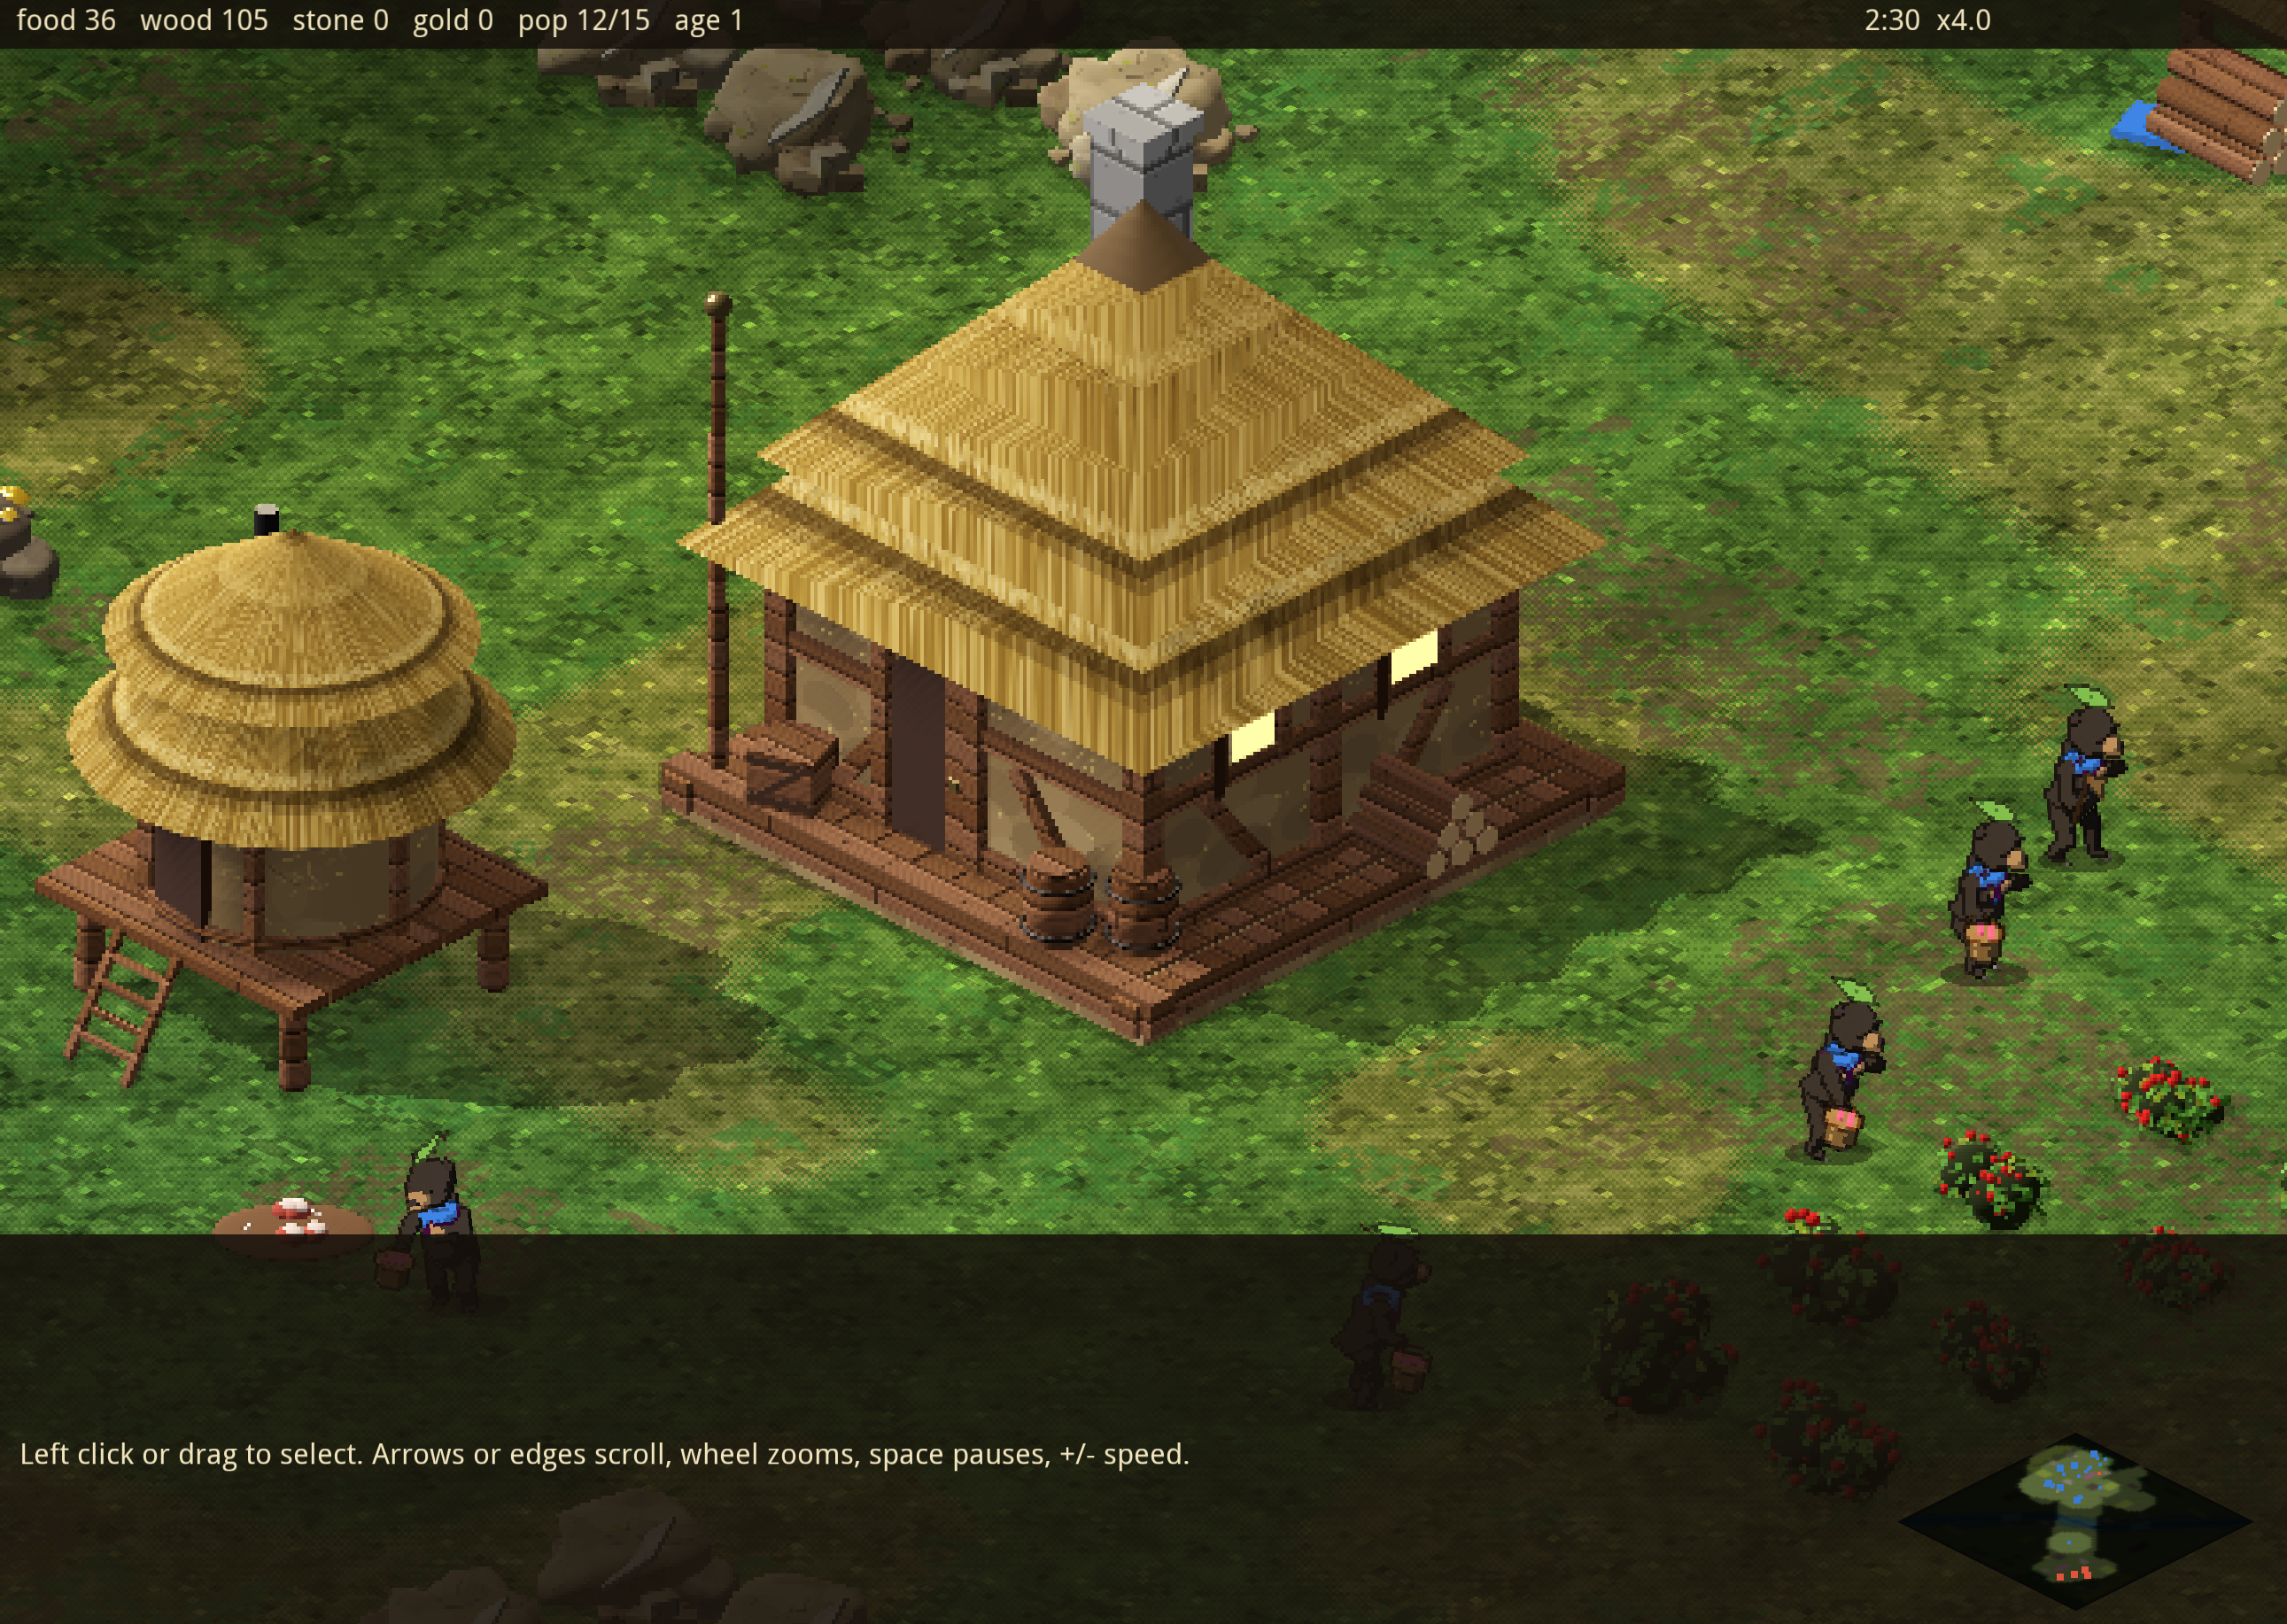 food 36 wood 105 stone 0 gold 0 pop 12/15 age 1 2:30 x4.0
Left click or drag to select. Arrows or edges scroll, wheel zooms, space pauses, +/- speed.